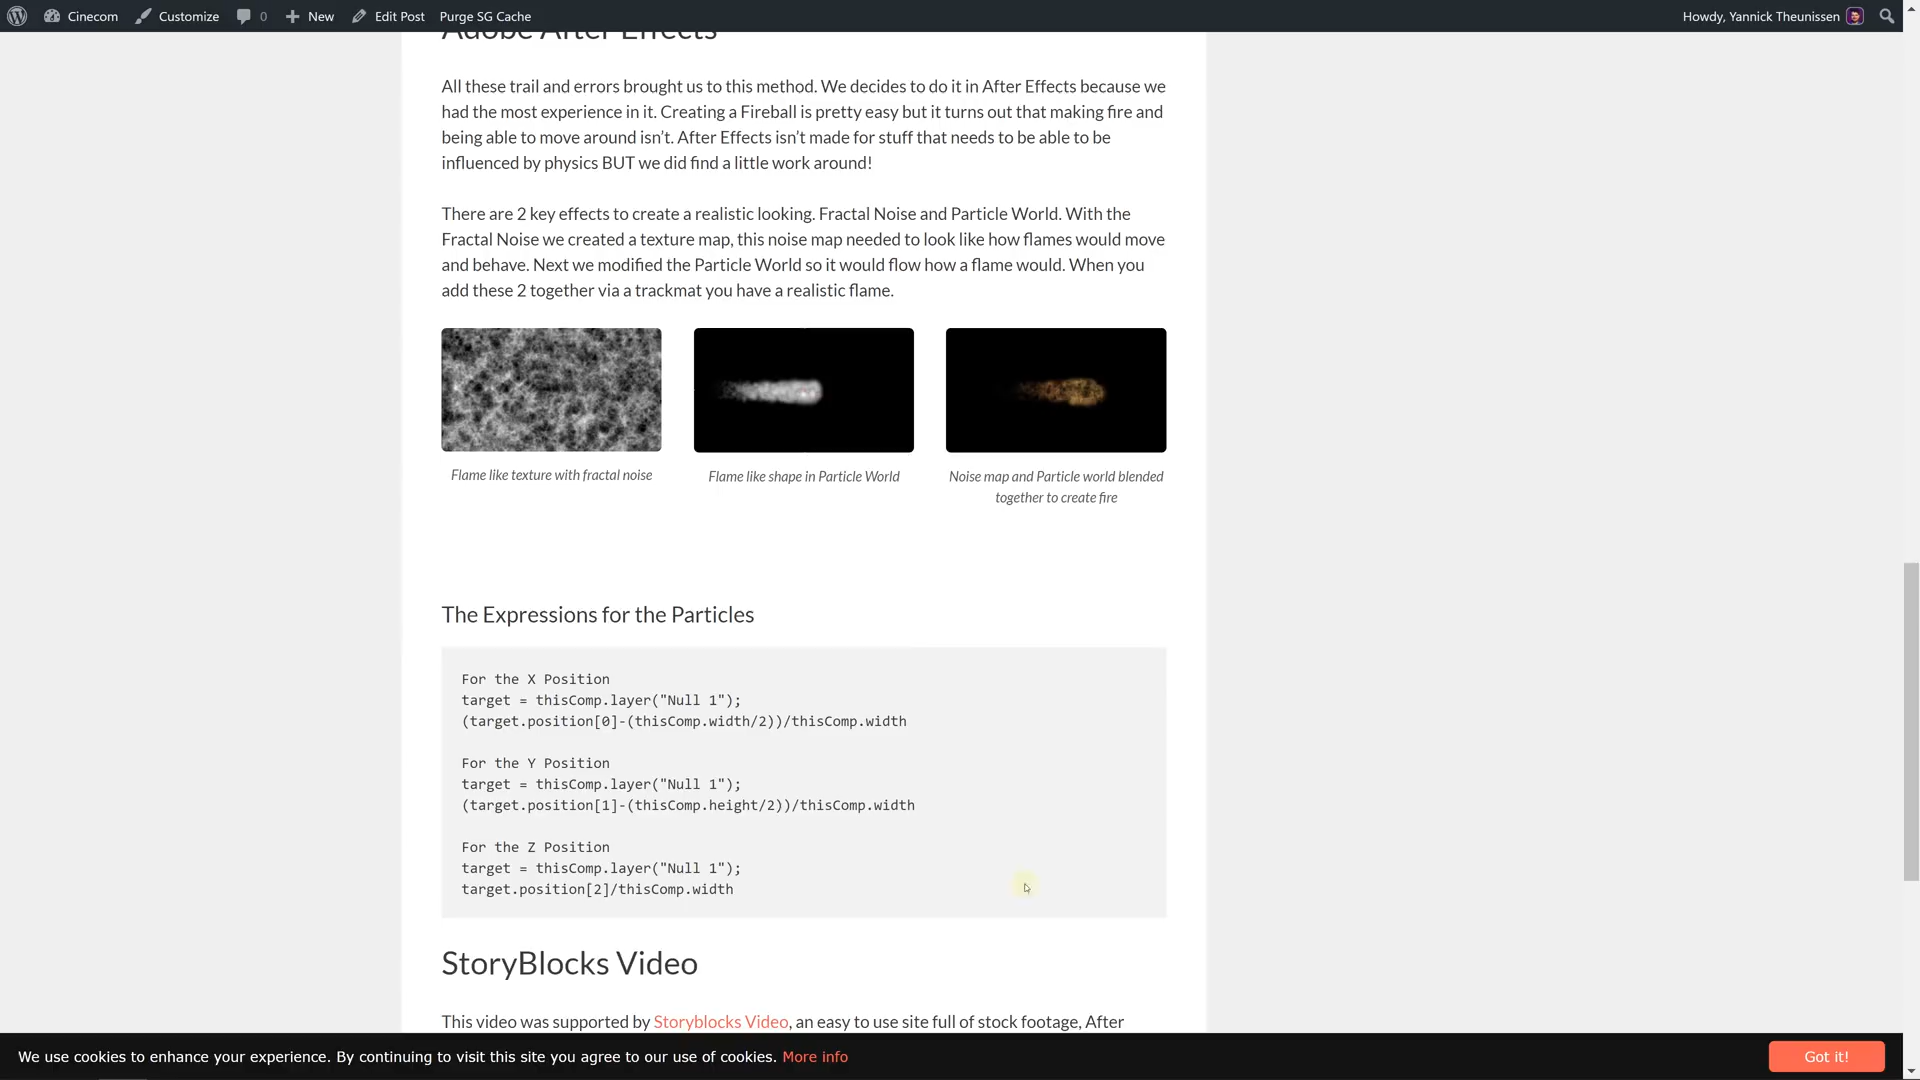 Cinecom Customize 0 New Edit Post Purge SG Cache Howdy, Yannick Theunissen
Adobe After Effects
All these trail and errors brought us to this method. We decides to do it in After Effects because we
had the most experience in it. Creating a Fireball is pretty easy but it turns out that making fire and
being able to move around isn’t. After Effects isn’t made for stuff that needs to be able to be
influenced by physics BUT we did find a little work around!
There are 2 key effects to create a realistic looking. Fractal Noise and Particle World. With the
Fractal Noise we created a texture map, this noise map needed to look like how flames would move
and behave. Next we modified the Particle World so it would flow how a flame would. When you
add these 2 together via a trackmat you have a realistic flame.
Flame like texture with fractal noise
Flame like shape in Particle World
Noise map and Particle world blended
together to create fire
The Expressions for the Particles
For the X Position
target = thisComp.layer("Null 1");
(target.position[0]-(thisComp.width/2))/thisComp.width
For the Y Position
target = thisComp.layer("Null 1");
(target.position[1]-(thisComp.height/2))/thisComp.width
For the Z Position
target = thisComp.layer("Null 1");
target.position[2]/thisComp.width
StoryBlocks Video
This video was supported by Storyblocks Video, an easy to use site full of stock footage, After
We use cookies to enhance your experience. By continuing to visit this site you agree to our use of cookies. More info
Got it!